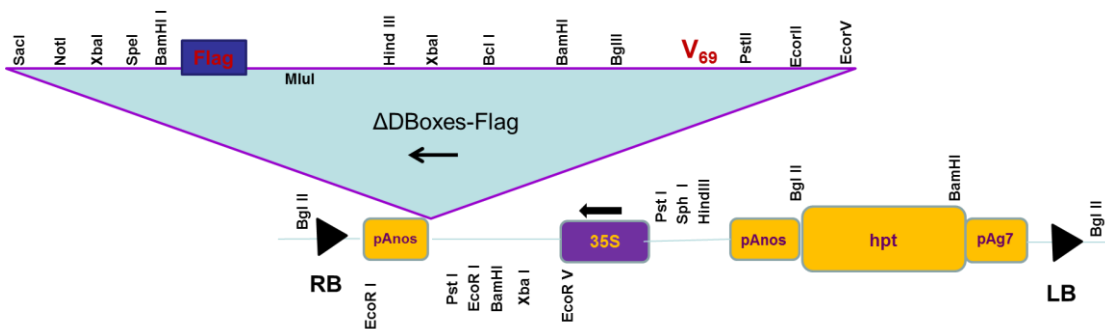 SacI
NotI
XbaI
SpeI
BamHI I
Flag
MluI
Hind III
XbaI
Bcl I
BamHI
BglII
V69
PstII
EcorII
EcorV
ΔDBoxes-Flag
Bgl II
RB
pAnos
EcoR I
Pst I
EcoR I
BamHI
Xba I
EcoR V
35S
Pst I
Sph I
HindIII
pAnos
Bgl II
hpt
BamHI
pAg7
LB
Bgl II